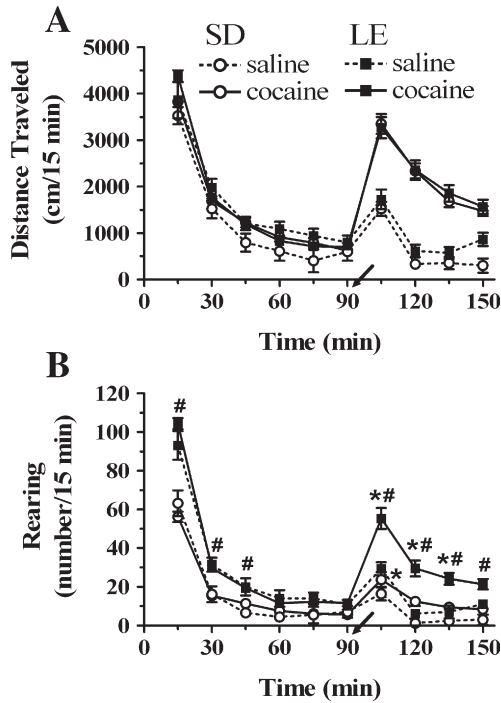 A
SD LE
saline saline
cocaine cocaine
Distance Traveled
(cm/15 min)
5000
4000
3000
2000
1000
0
0 30 60 90 120 150
Time (min)
B
Rearing
(number/15 min)
120
100
80
60
40
20
0
#
#
#
*#
*
*#
*#
#
0 30 60 90 120 150
Time (min)